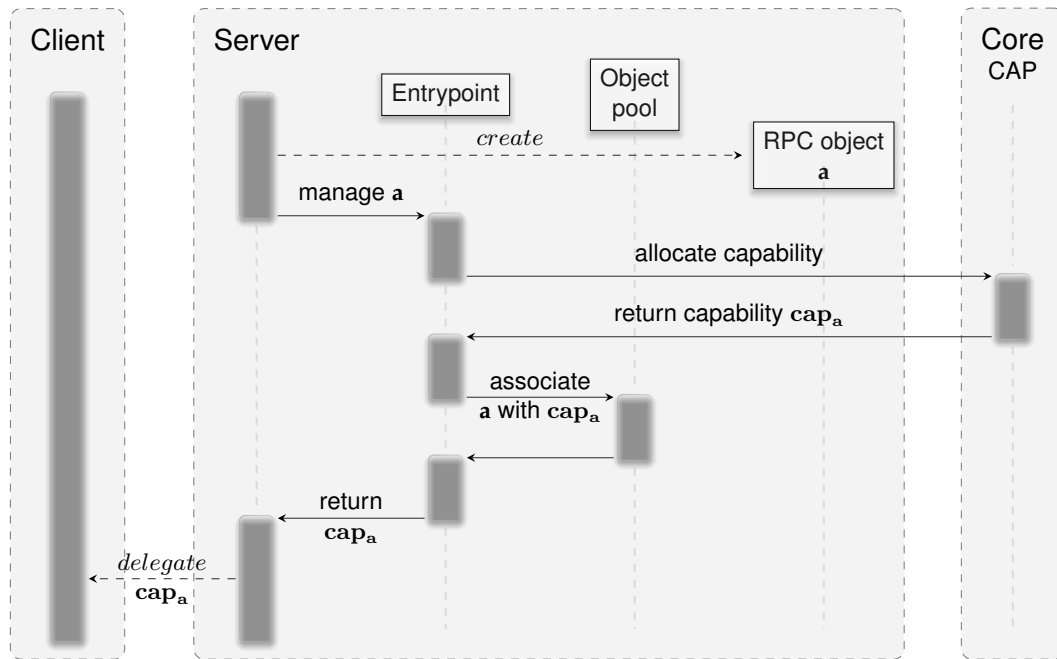 Client
Server
Core
CAP
Entrypoint
Object
pool
RPC object
a
create
manage a
allocate capability
return capability cap_a
associate
a with cap_a
return
cap_a
delegate
cap_a